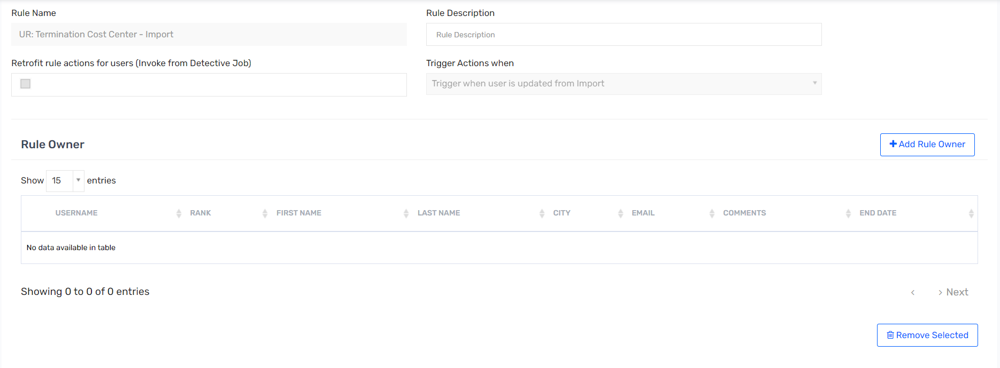 Rule Name
Rule Description
UR: Termination Cost Center - Import
Rule Description
Retrofit rule actions for users (Invoke from Detective Job)
Trigger Actions when
Trigger when user is updated from Import
Rule Owner
Add Rule Owner
Show 15 entries
USERNAME RANK FIRST NAME LAST NAME CITY EMAIL COMMENTS END DATE
No data available in table
Showing 0 to 0 of 0 entries
Next
Remove Selected